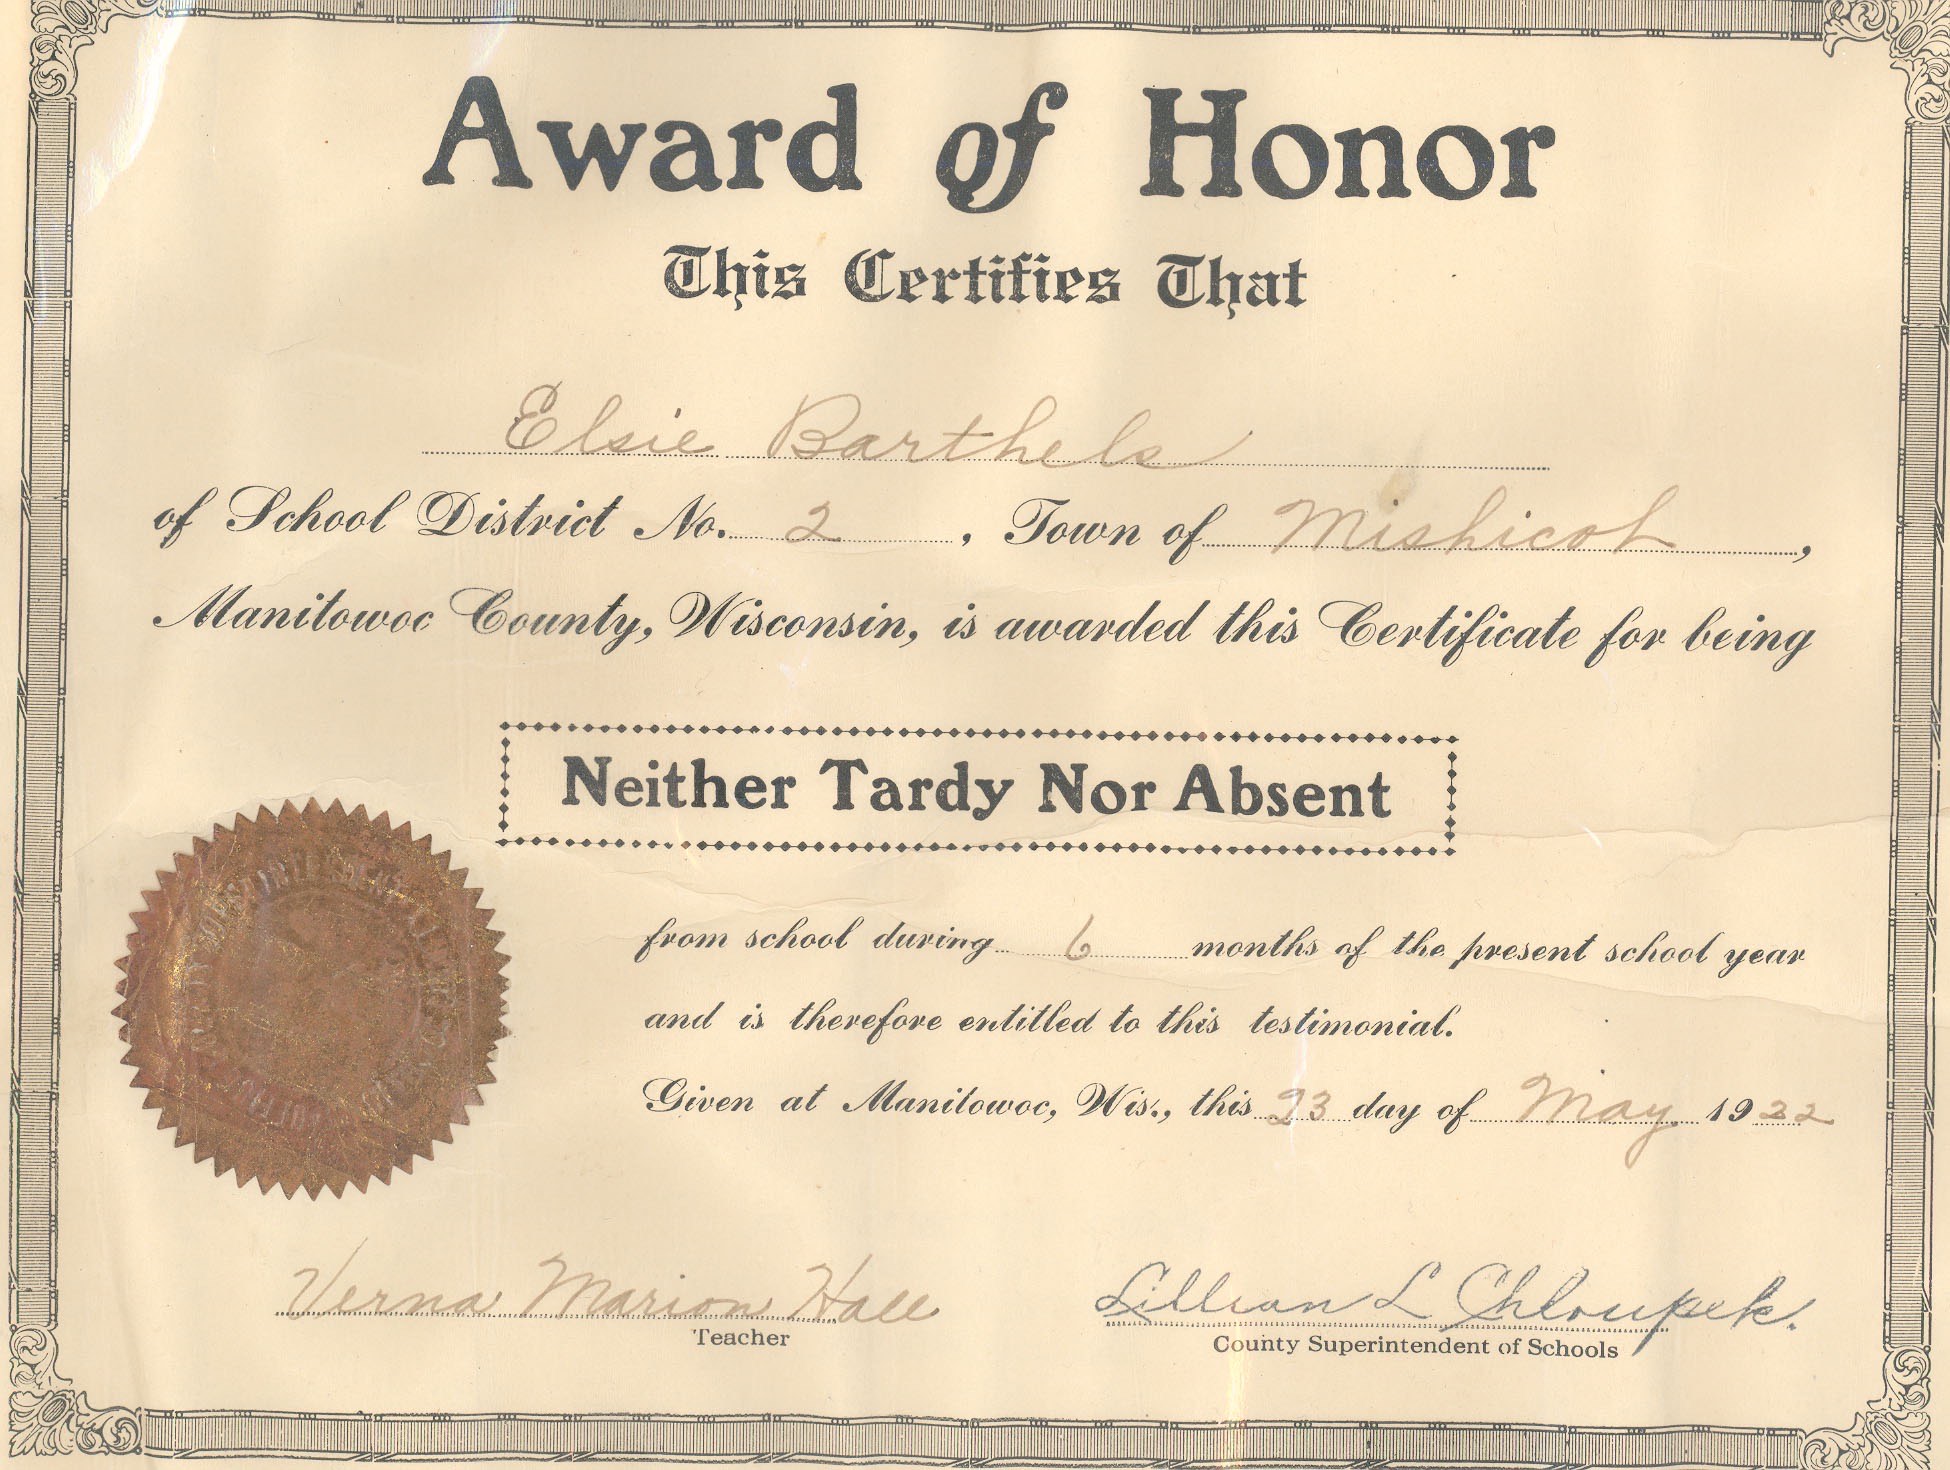 Award of Honor
This Certifies That
Elsie Barthels
of School District No. 2, Town of Mishicot,
Manitowoc County, Wisconsin, is awarded this Certificate for being
Neither Tardy Nor Absent
from school during 6 months of the present school year
and is therefore entitled to this testimonial.
Given at Manitowoc, Wis., this 23 day of May 1922
Verna Marion Hall
Teacher
Lillian L Chloupek.
County Superintendent of Schools